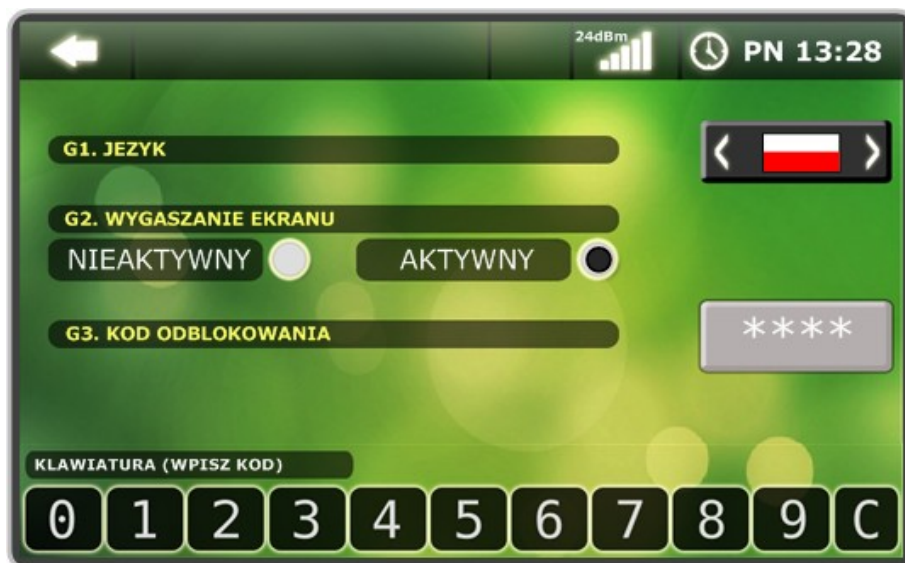 24dBm
PN 13:28
G1. JEZYK
G2. WYGASZANIE EKRANU
NIEAKTYWNY AKTYWNY
G3. KOD ODBLOKOWANIA
****
KLAWIATURA (WPISZ KOD)
0 1 2 3 4 5 6 7 8 9 C